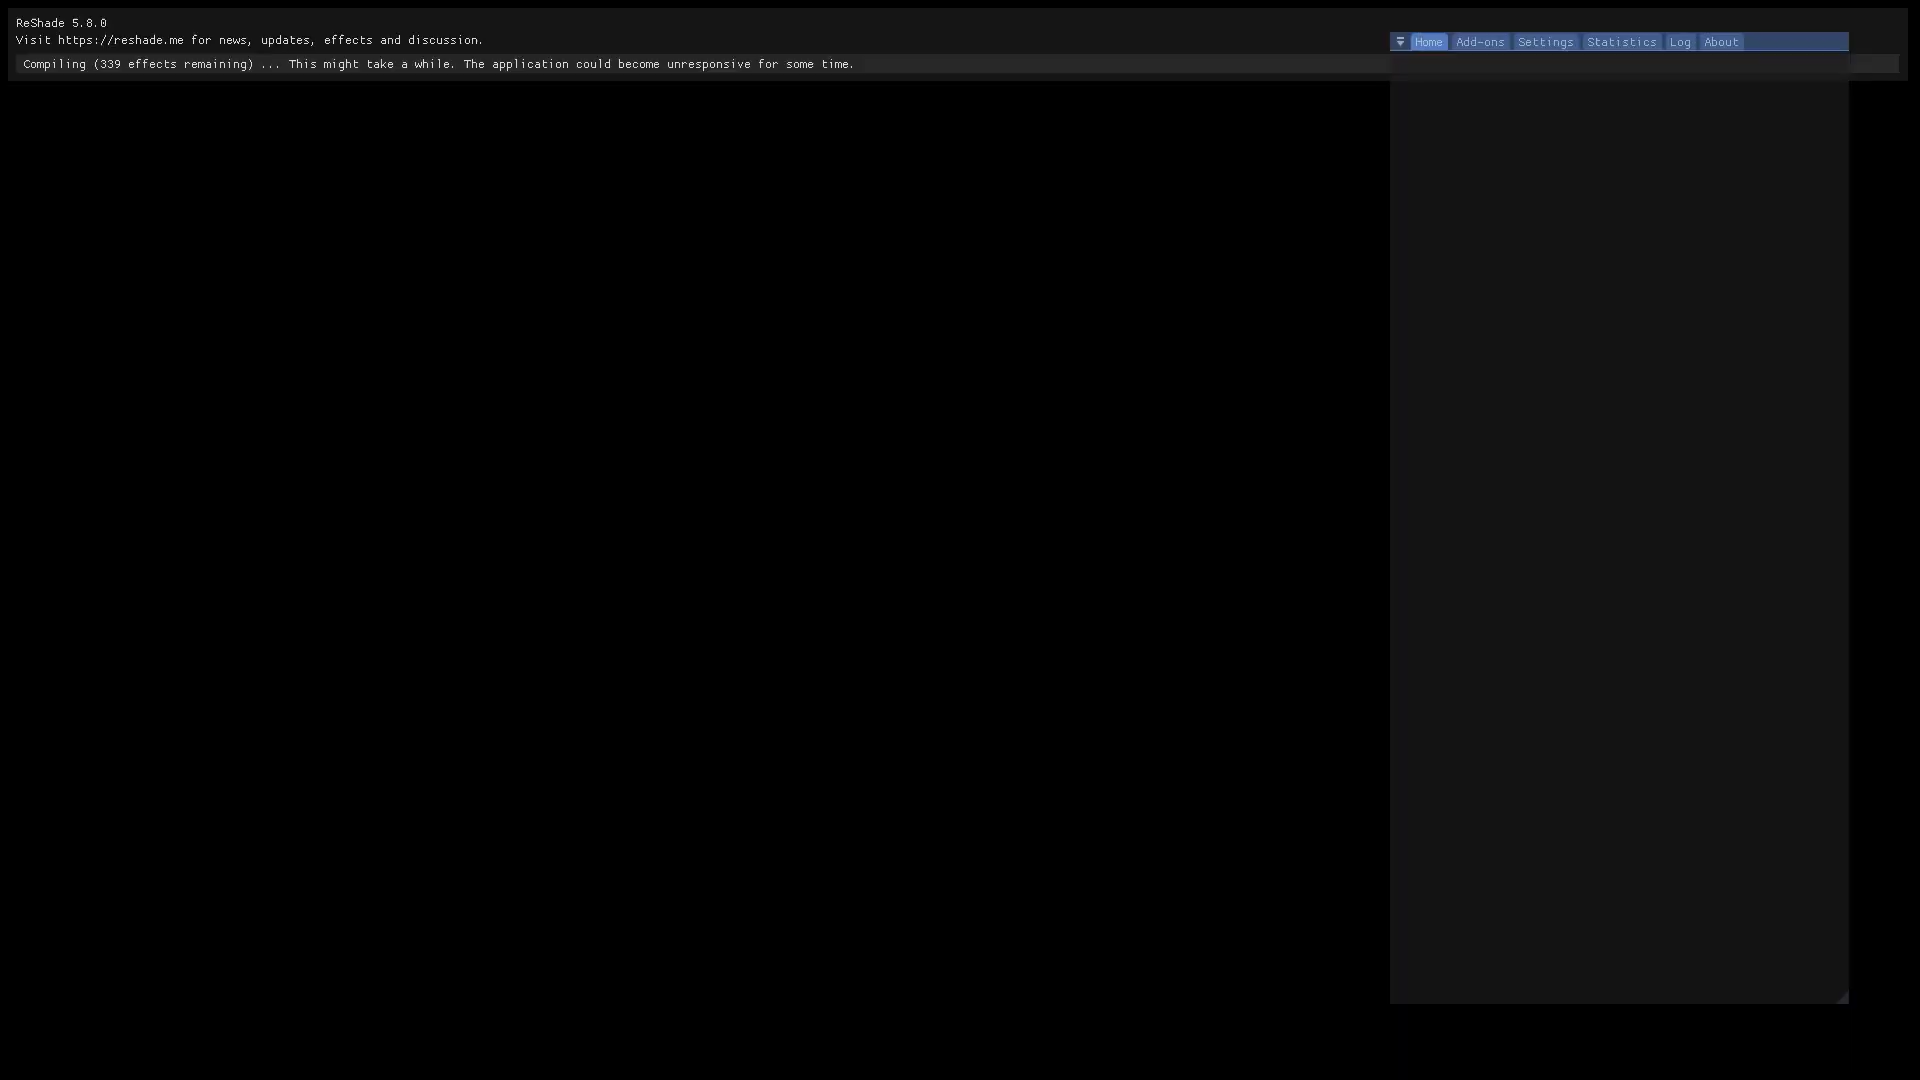 ReShade 5.8.0
Visit https://reshade.me for news, updates, effects and discussion.
Home Add-ons Settings Statistics Log About
Compiling (339 effects remaining) ... This might take a while. The application could become unresponsive for some time.